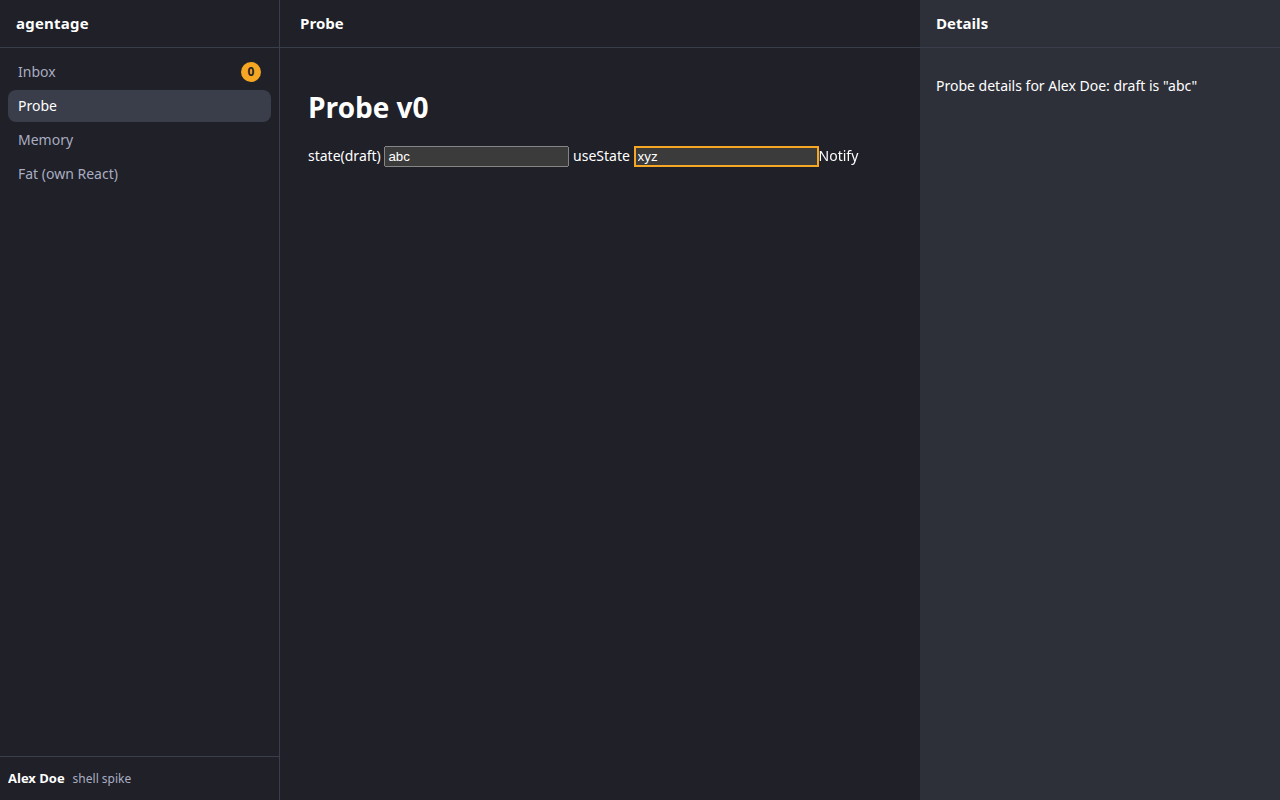 agentage
Inbox 0
Probe
Memory
Fat (own React)
Alex Doe shell spike
Probe
Probe v0
state(draft) abc useState xyz Notify
Details
Probe details for Alex Doe: draft is "abc"